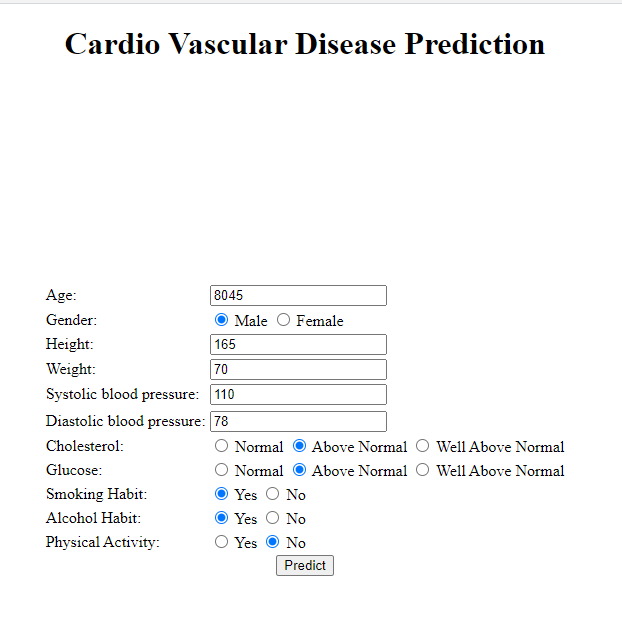 Cardio Vascular Disease Prediction
Age: 8045
Gender: Male Female
Height: 165
Weight: 70
Systolic blood pressure: 110
Diastolic blood pressure: 78
Cholesterol: Normal Above Normal Well Above Normal
Glucose: Normal Above Normal Well Above Normal
Smoking Habit: Yes No
Alcohol Habit: Yes No
Physical Activity: Yes No
Predict